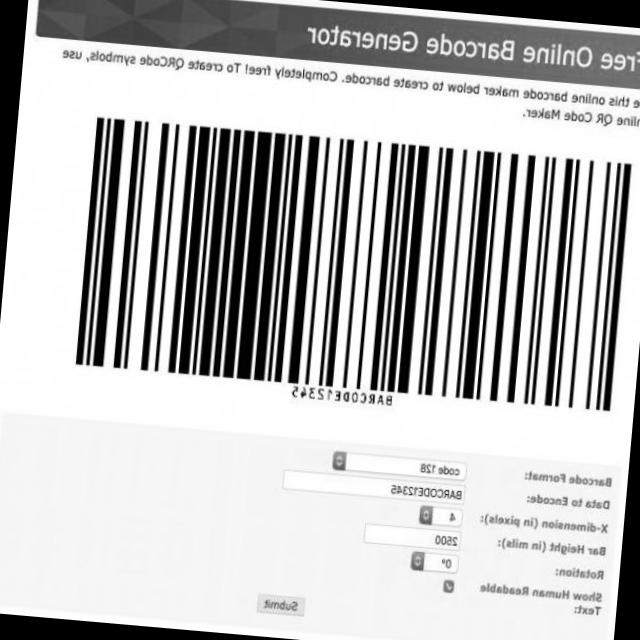 Free Online Barcode Generator
e this online barcode maker below to create barcode. Completely free! To create QRCode symbols, use
nline QR Code Maker.
BARCODE12345
Barcode Format: code 128
Data to Encode: BARCODE12345
X-dimension (in pixels): 4
Bar Height (in mils): 2500
Rotation: 0°
Show Human Readable
Text:
Submit